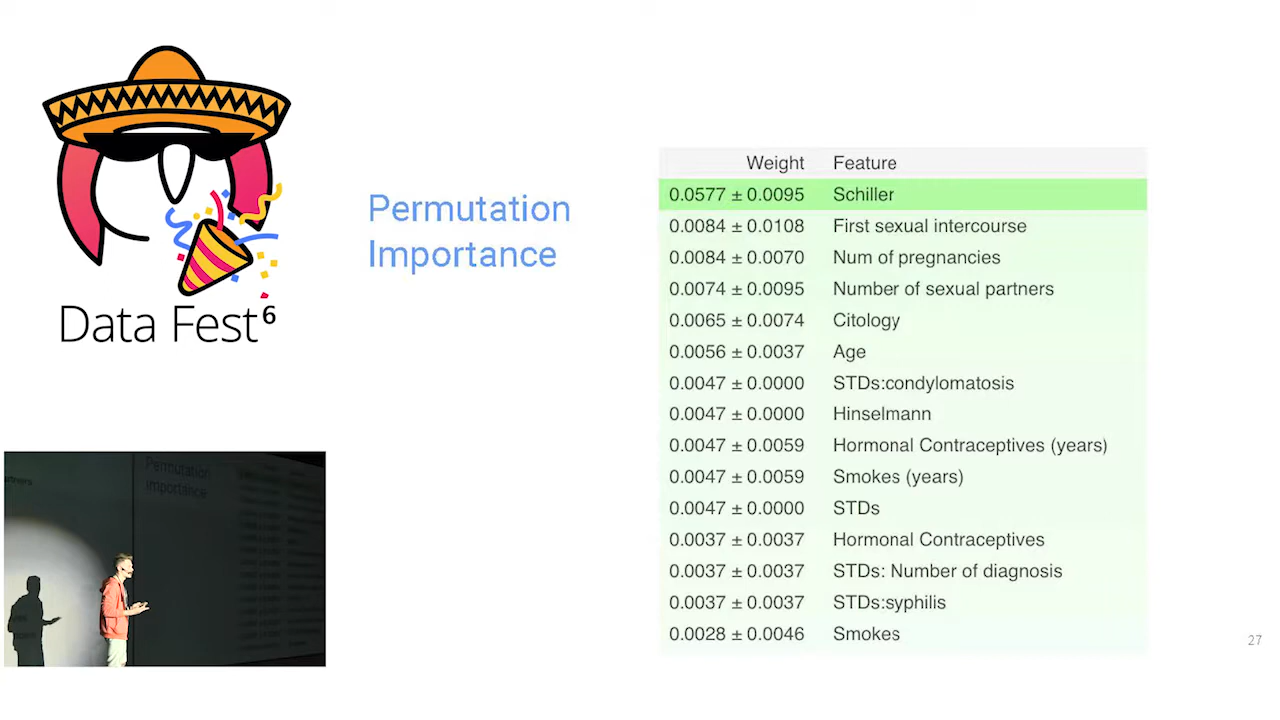 Data Fest⁶
Permutation
Importance
Weight Feature
0.0577 ± 0.0095 Schiller
0.0084 ± 0.0108 First sexual intercourse
0.0084 ± 0.0070 Num of pregnancies
0.0074 ± 0.0095 Number of sexual partners
0.0065 ± 0.0074 Citology
0.0056 ± 0.0037 Age
0.0047 ± 0.0000 STDs:condylomatosis
0.0047 ± 0.0000 Hinselmann
0.0047 ± 0.0059 Hormonal Contraceptives (years)
0.0047 ± 0.0059 Smokes (years)
0.0047 ± 0.0000 STDs
0.0037 ± 0.0037 Hormonal Contraceptives
0.0037 ± 0.0037 STDs: Number of diagnosis
0.0037 ± 0.0037 STDs:syphilis
0.0028 ± 0.0046 Smokes
Permutation
Importance
27